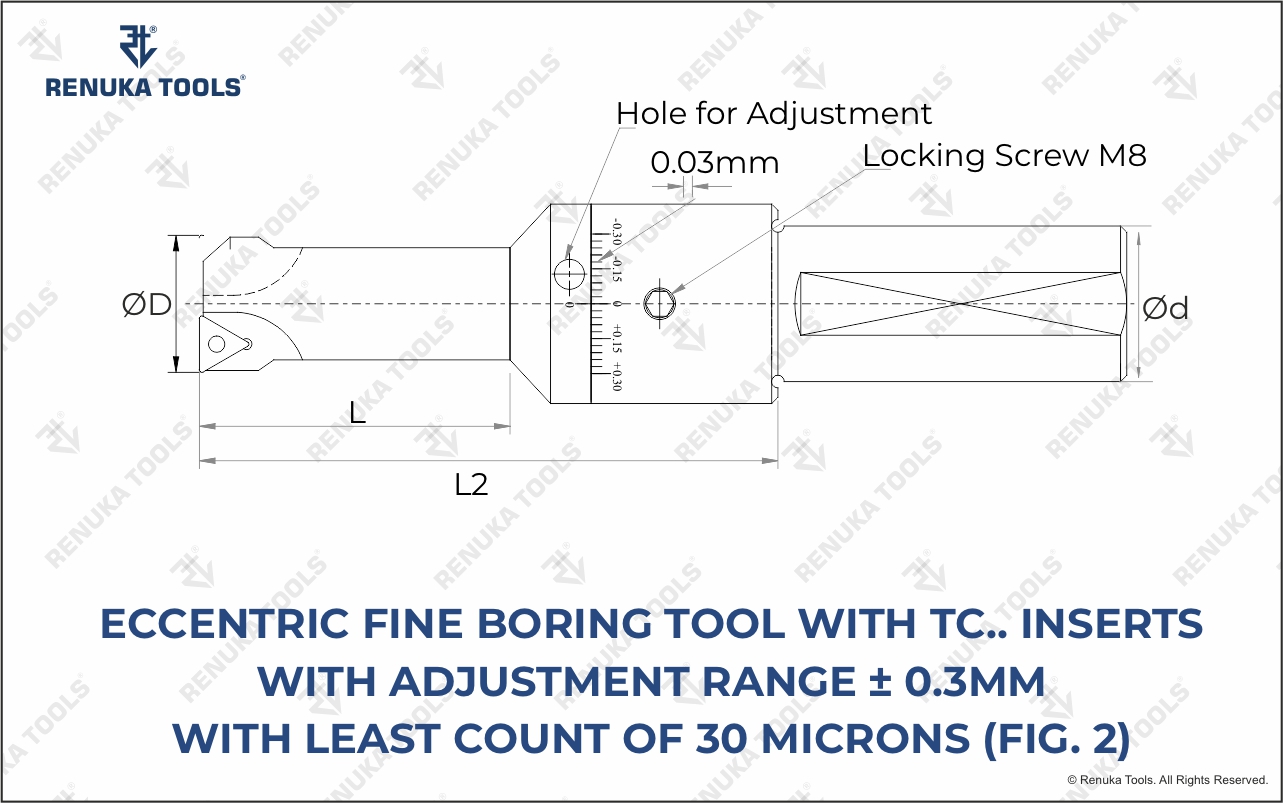 RENUKA TOOLS®
Hole for Adjustment
0.03mm
Locking Screw M8
-0.30
-0.15
0
0
+0.15
+0.30
ØD
Ød
L
L2
ECCENTRIC FINE BORING TOOL WITH TC.. INSERTS
WITH ADJUSTMENT RANGE ± 0.3MM
WITH LEAST COUNT OF 30 MICRONS (FIG. 2)
© Renuka Tools. All Rights Reserved.